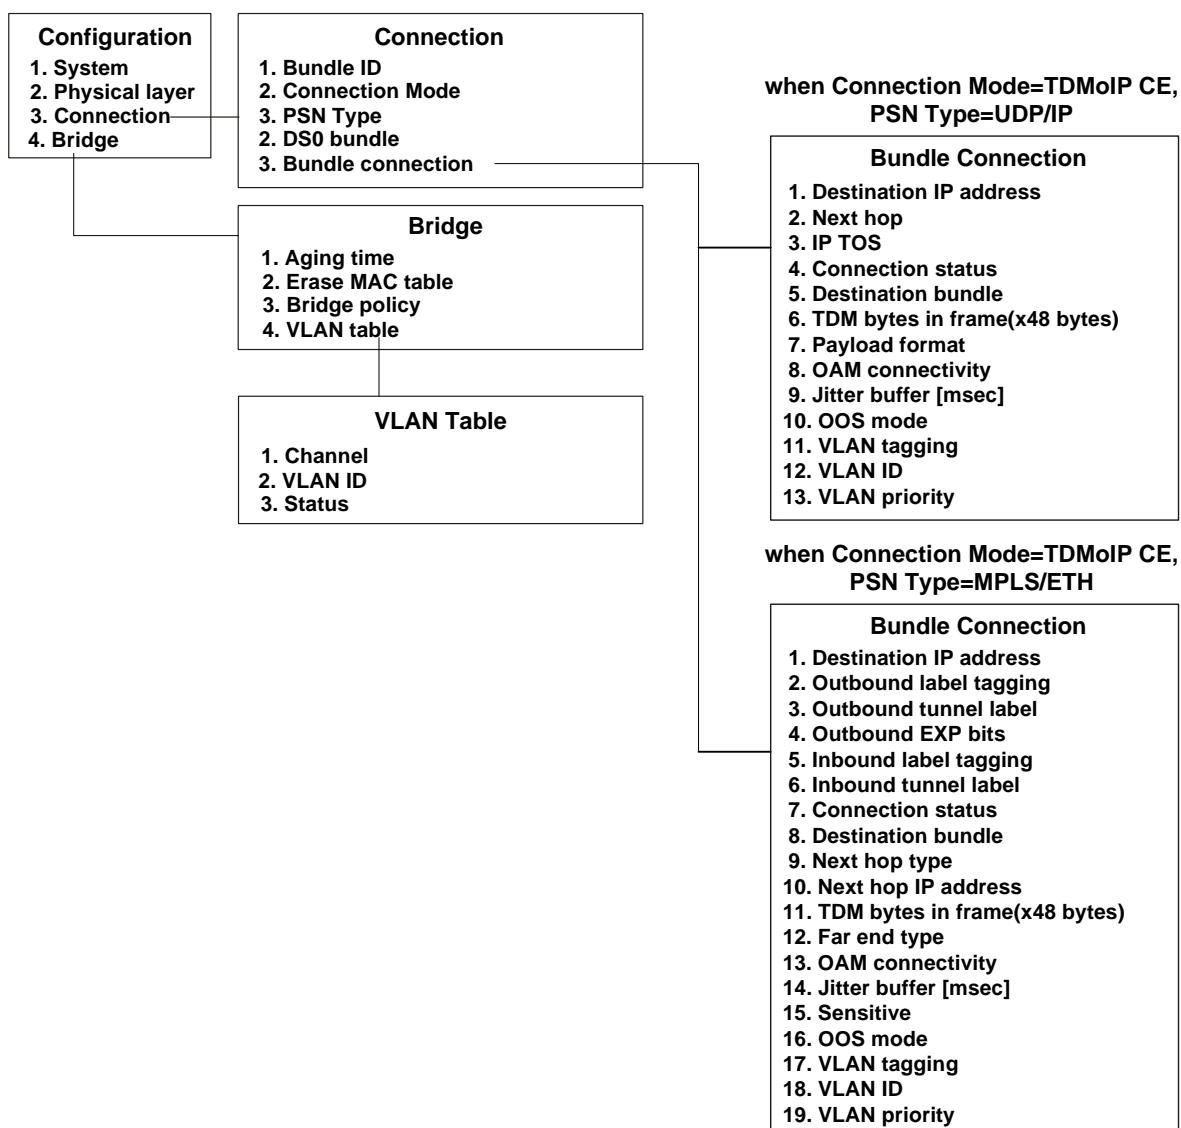 Configuration
1. System
2. Physical layer
3. Connection
4. Bridge
Connection
1. Bundle ID
2. Connection Mode
3. PSN Type
2. DS0 bundle
3. Bundle connection
Bridge
1. Aging time
2. Erase MAC table
3. Bridge policy
4. VLAN table
VLAN Table
1. Channel
2. VLAN ID
3. Status
when Connection Mode=TDMoIP CE,
PSN Type=UDP/IP
Bundle Connection
1. Destination IP address
2. Next hop
3. IP TOS
4. Connection status
5. Destination bundle
6. TDM bytes in frame(x48 bytes)
7. Payload format
8. OAM connectivity
9. Jitter buffer [msec]
10. OOS mode
11. VLAN tagging
12. VLAN ID
13. VLAN priority
when Connection Mode=TDMoIP CE,
PSN Type=MPLS/ETH
Bundle Connection
1. Destination IP address
2. Outbound label tagging
3. Outbound tunnel label
4. Outbound EXP bits
5. Inbound label tagging
6. Inbound tunnel label
7. Connection status
8. Destination bundle
9. Next hop type
10. Next hop IP address
11. TDM bytes in frame(x48 bytes)
12. Far end type
13. OAM connectivity
14. Jitter buffer [msec]
15. Sensitive
16. OOS mode
17. VLAN tagging
18. VLAN ID
19. VLAN priority